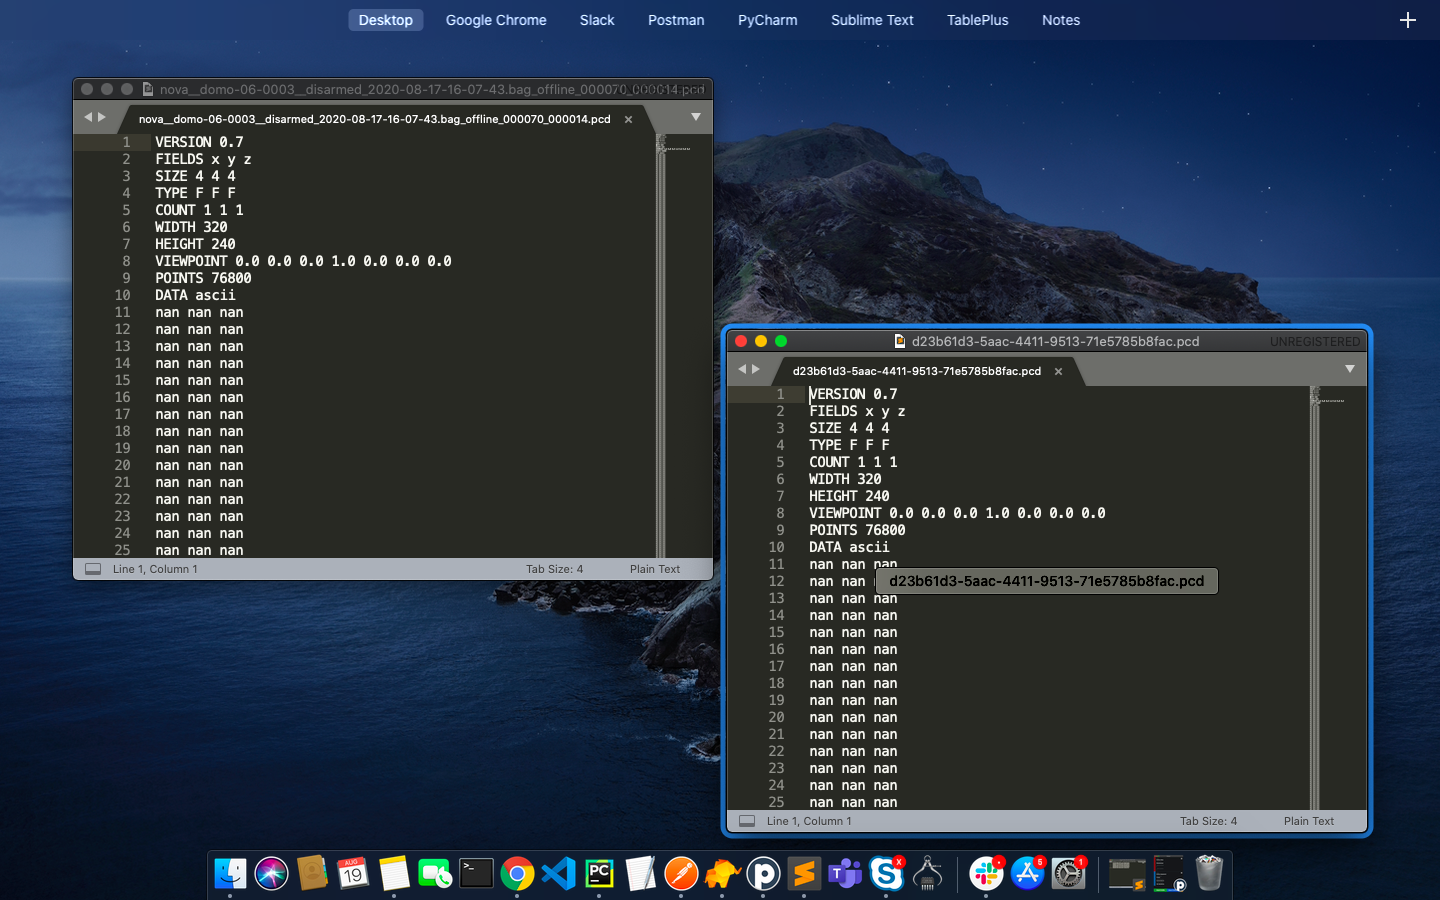 Desktop
Google Chrome
Slack
Postman
PyCharm
Sublime Text
TablePlus
Notes
nova__domo-06-0003__disarmed_2020-08-17-16-07-43.bag_offline_000070_000014.pcd
nova__domo-06-0003__disarmed_2020-08-17-16-07-43.bag_offline_000070_000014.pcd ×
1 VERSION 0.7
2 FIELDS x y z
3 SIZE 4 4 4
4 TYPE F F F
5 COUNT 1 1 1
6 WIDTH 320
7 HEIGHT 240
8 VIEWPOINT 0.0 0.0 0.0 1.0 0.0 0.0 0.0
9 POINTS 76800
10 DATA ascii
11 nan nan nan
12 nan nan nan
13 nan nan nan
14 nan nan nan
15 nan nan nan
16 nan nan nan
17 nan nan nan
18 nan nan nan
19 nan nan nan
20 nan nan nan
21 nan nan nan
22 nan nan nan
23 nan nan nan
24 nan nan nan
25 nan nan nan
Line 1, Column 1
Tab Size: 4
Plain Text
d23b61d3-5aac-4411-9513-71e5785b8fac.pcd
UNREGISTERED
d23b61d3-5aac-4411-9513-71e5785b8fac.pcd ×
1 VERSION 0.7
2 FIELDS x y z
3 SIZE 4 4 4
4 TYPE F F F
5 COUNT 1 1 1
6 WIDTH 320
7 HEIGHT 240
8 VIEWPOINT 0.0 0.0 0.0 1.0 0.0 0.0 0.0
9 POINTS 76800
10 DATA ascii
11 nan nan nan
12 nan nan
d23b61d3-5aac-4411-9513-71e5785b8fac.pcd
13 nan nan nan
14 nan nan nan
15 nan nan nan
16 nan nan nan
17 nan nan nan
18 nan nan nan
19 nan nan nan
20 nan nan nan
21 nan nan nan
22 nan nan nan
23 nan nan nan
24 nan nan nan
25 nan nan nan
Line 1, Column 1
Tab Size: 4
Plain Text
AUG
19
PC
5
1